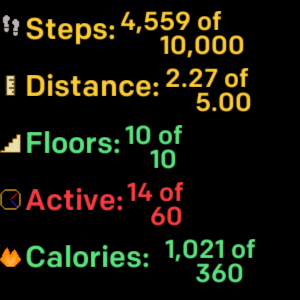 Steps: 4,559 of
10,000
Distance: 2.27 of
5.00
Floors: 10 of
10
Active: 14 of
60
Calories: 1,021 of
360